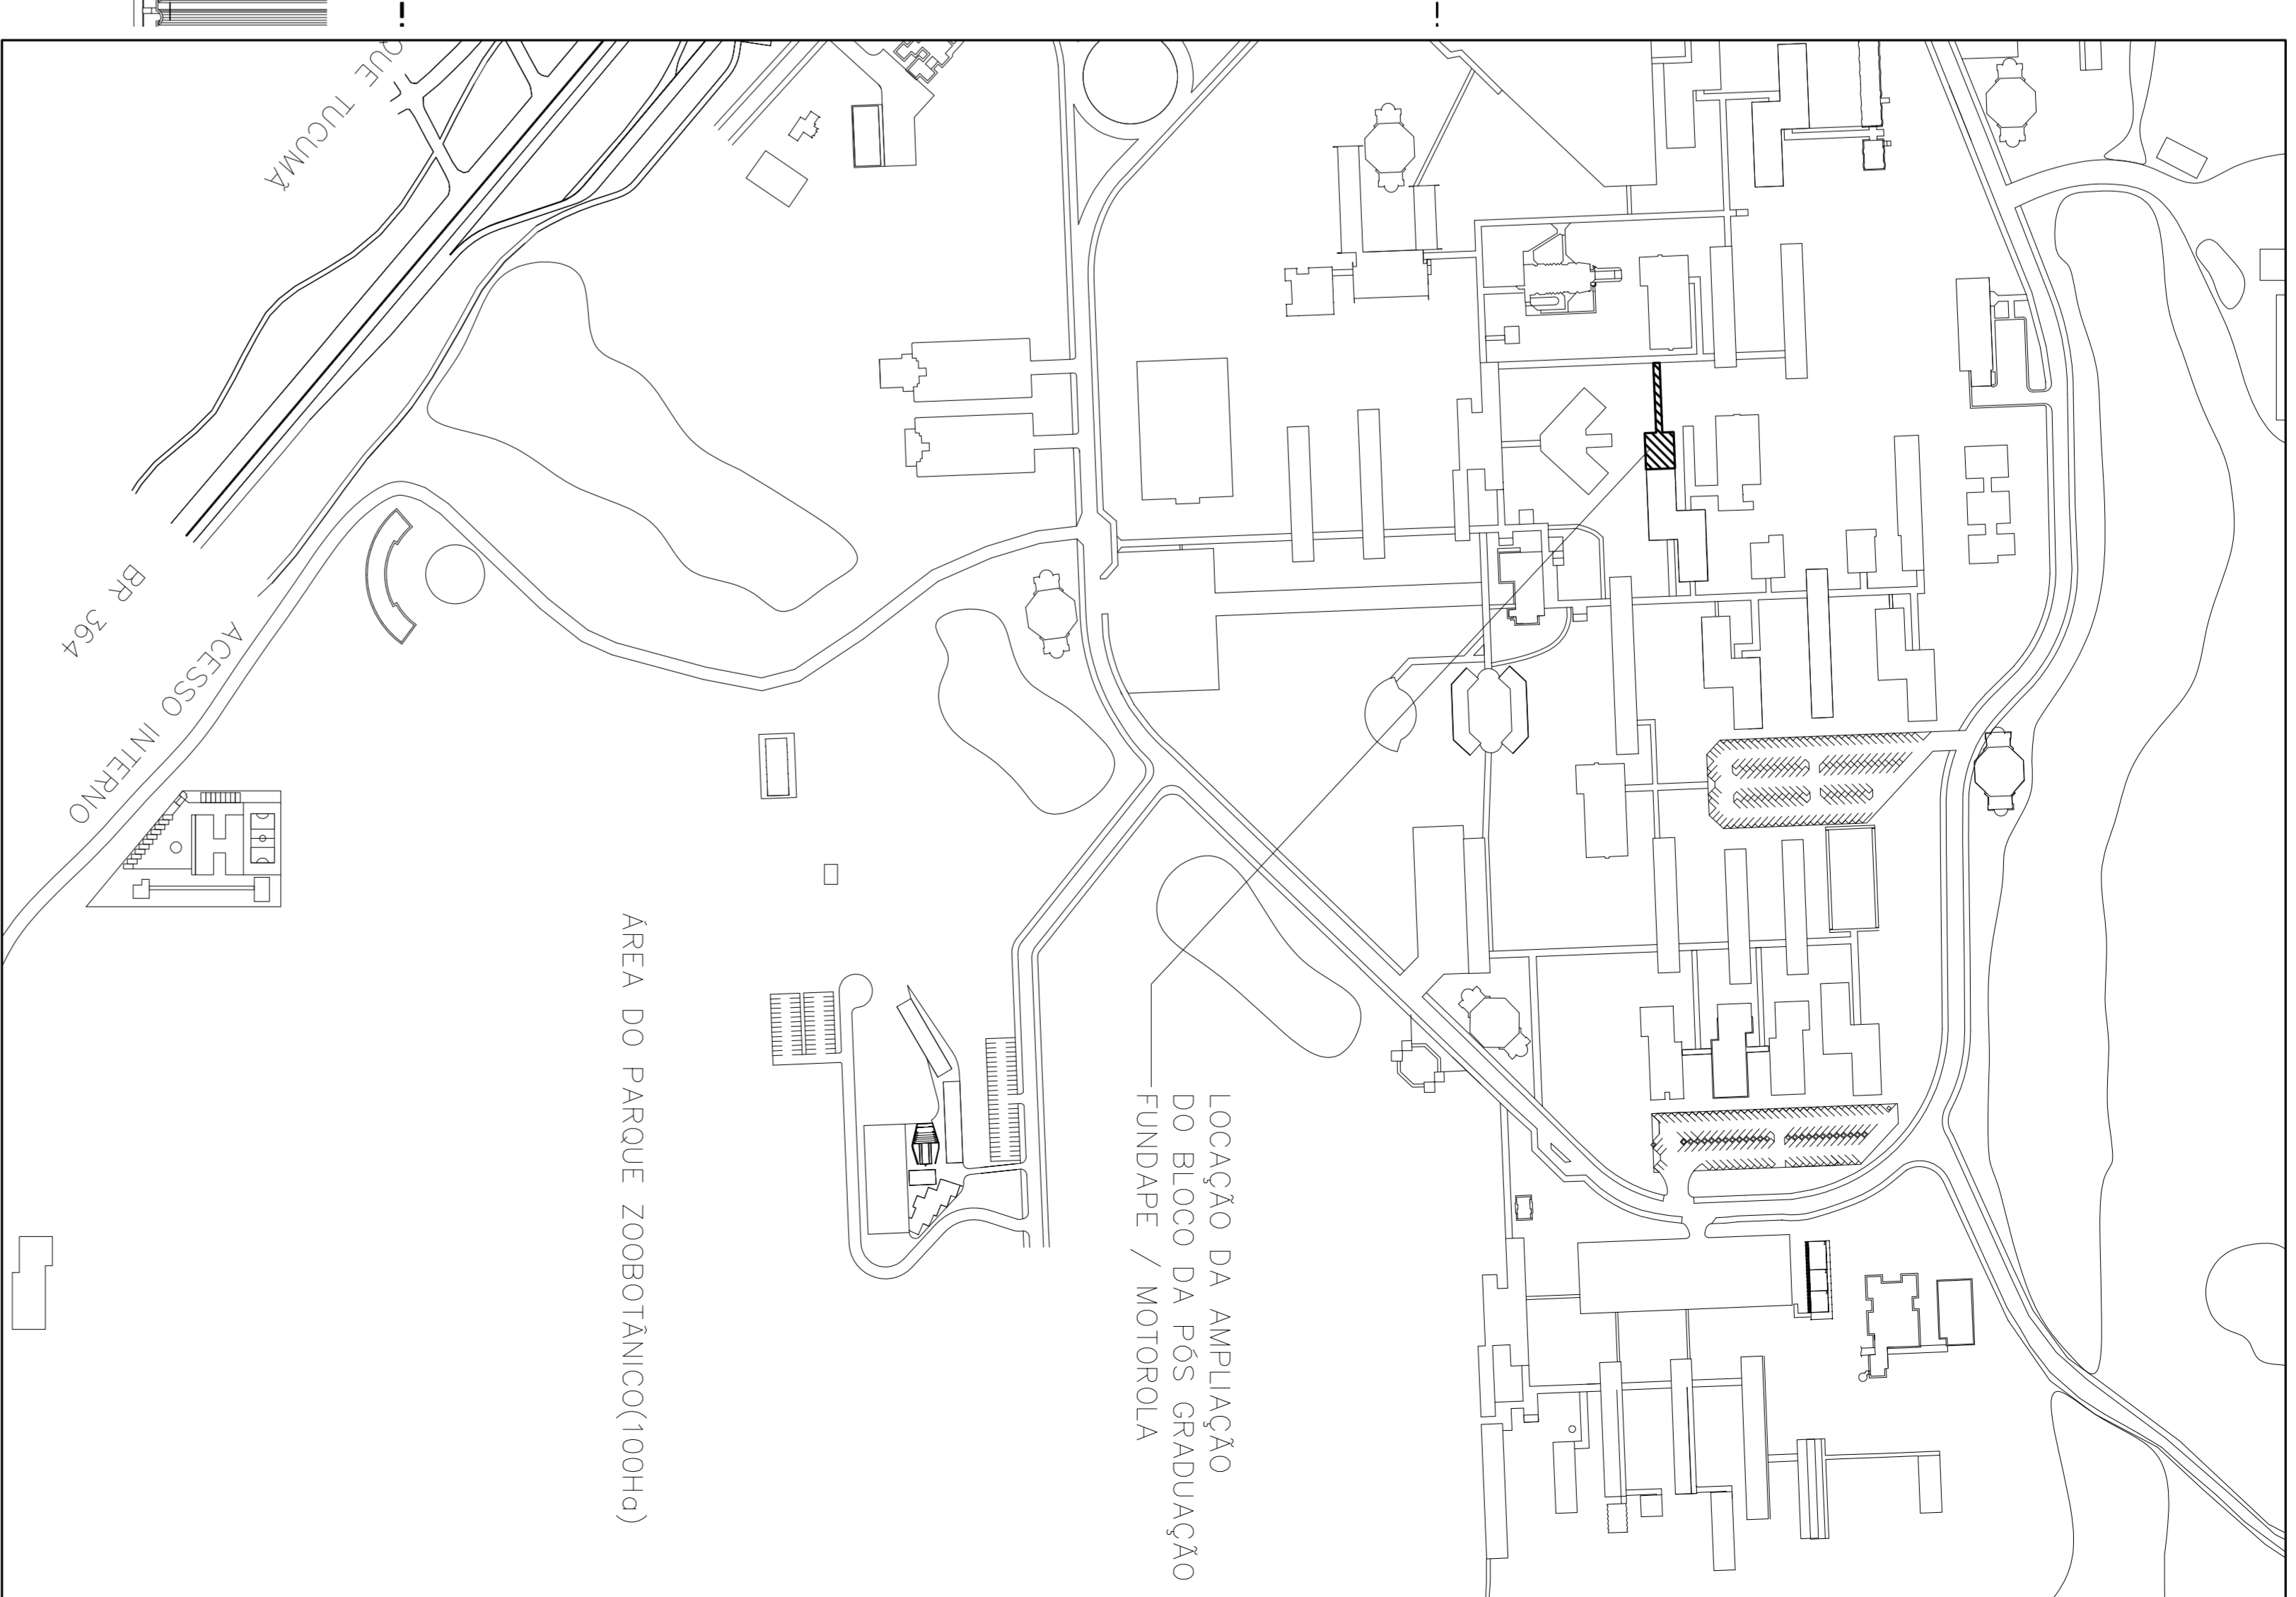 QUE TUCUMÃ
BR 364
ACESSO INTERNO
ÁREA DO PARQUE ZOOBOTÂNICO(100Ha)
LOCAÇÃO DA AMPLIAÇÃO
DO BLOCO DA PÓS GRADUAÇÃO
FUNDAPE / MOTOROLA